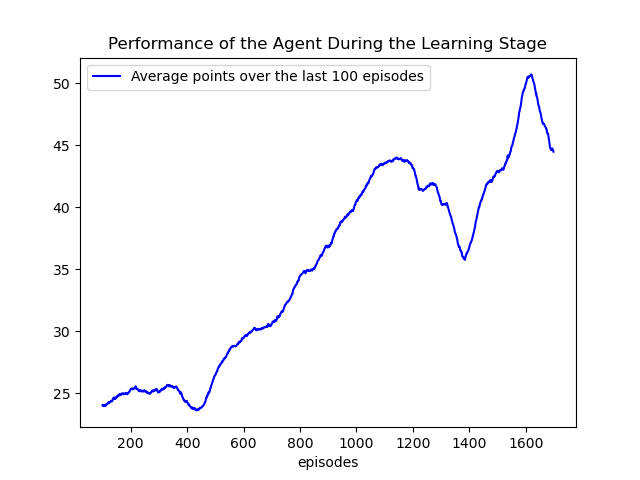 Performance of the Agent During the Learning Stage
Average points over the last 100 episodes
50
45
40
35
30
25
200 400 600 800 1000 1200 1400 1600
episodes